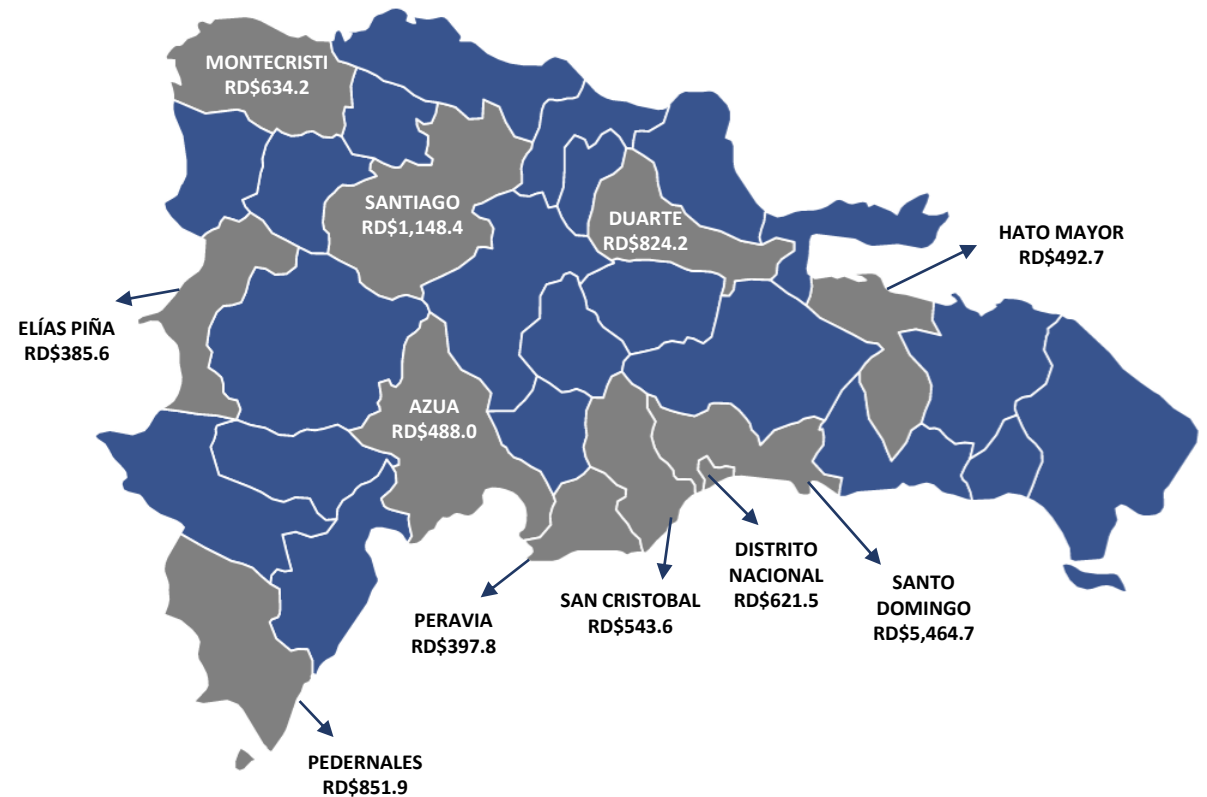 MONTECRISTI
RD$634.2
SANTIAGO
RD$1,148.4
DUARTE
RD$824.2
HATO MAYOR
RD$492.7
ELÍAS PIÑA
RD$385.6
AZUA
RD$488.0
DISTRITO
NACIONAL
RD$621.5
SANTO
DOMINGO
RD$5,464.7
SAN CRISTOBAL
RD$543.6
PERAVIA
RD$397.8
PEDERNALES
RD$851.9